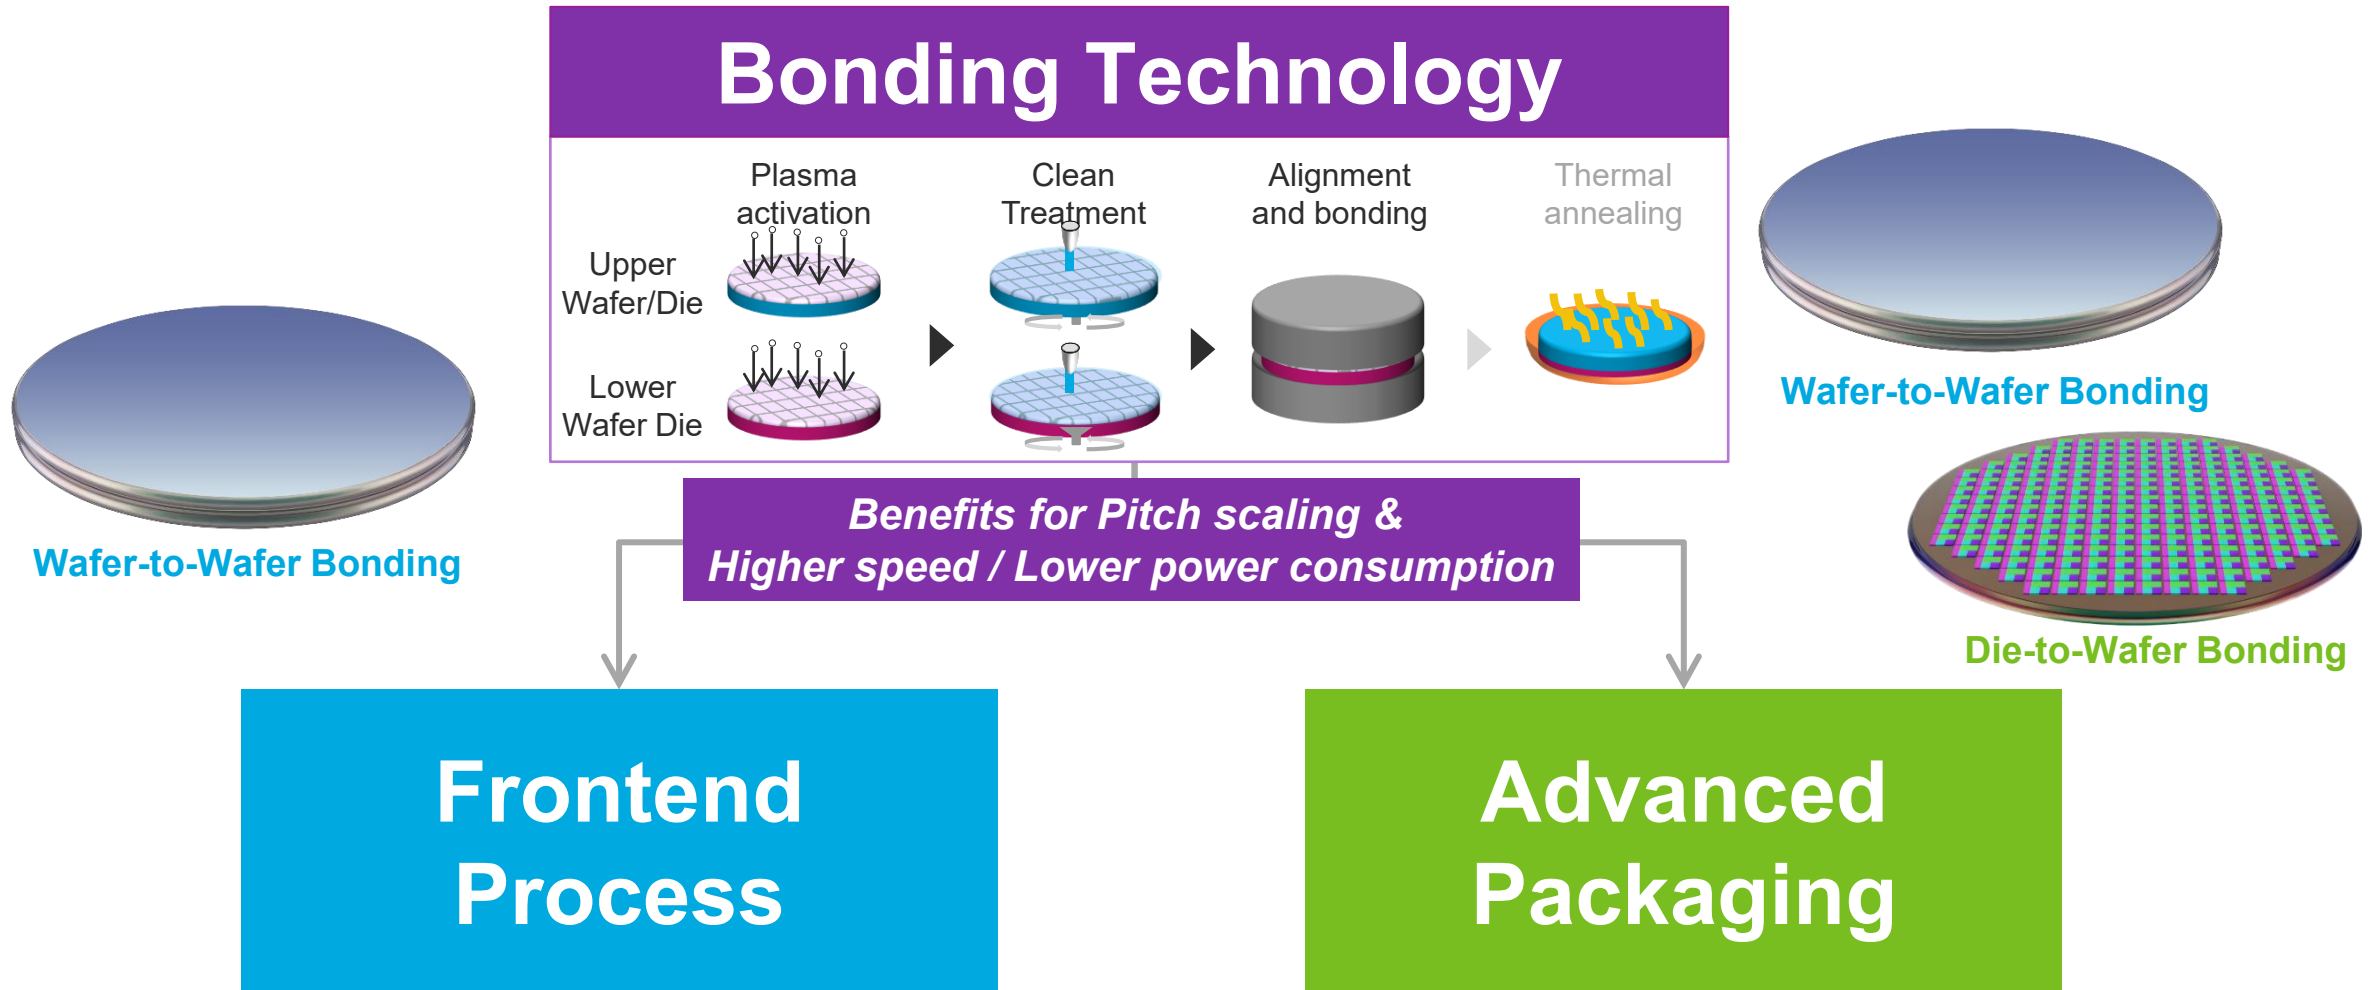 Bonding Technology
Plasma
activation
Clean
Treatment
Alignment
and bonding
Thermal
annealing
Upper
Wafer/Die
Lower
Wafer Die
Wafer-to-Wafer Bonding
Wafer-to-Wafer Bonding
Die-to-Wafer Bonding
Benefits for Pitch scaling &
Higher speed / Lower power consumption
Frontend
Process
Advanced
Packaging